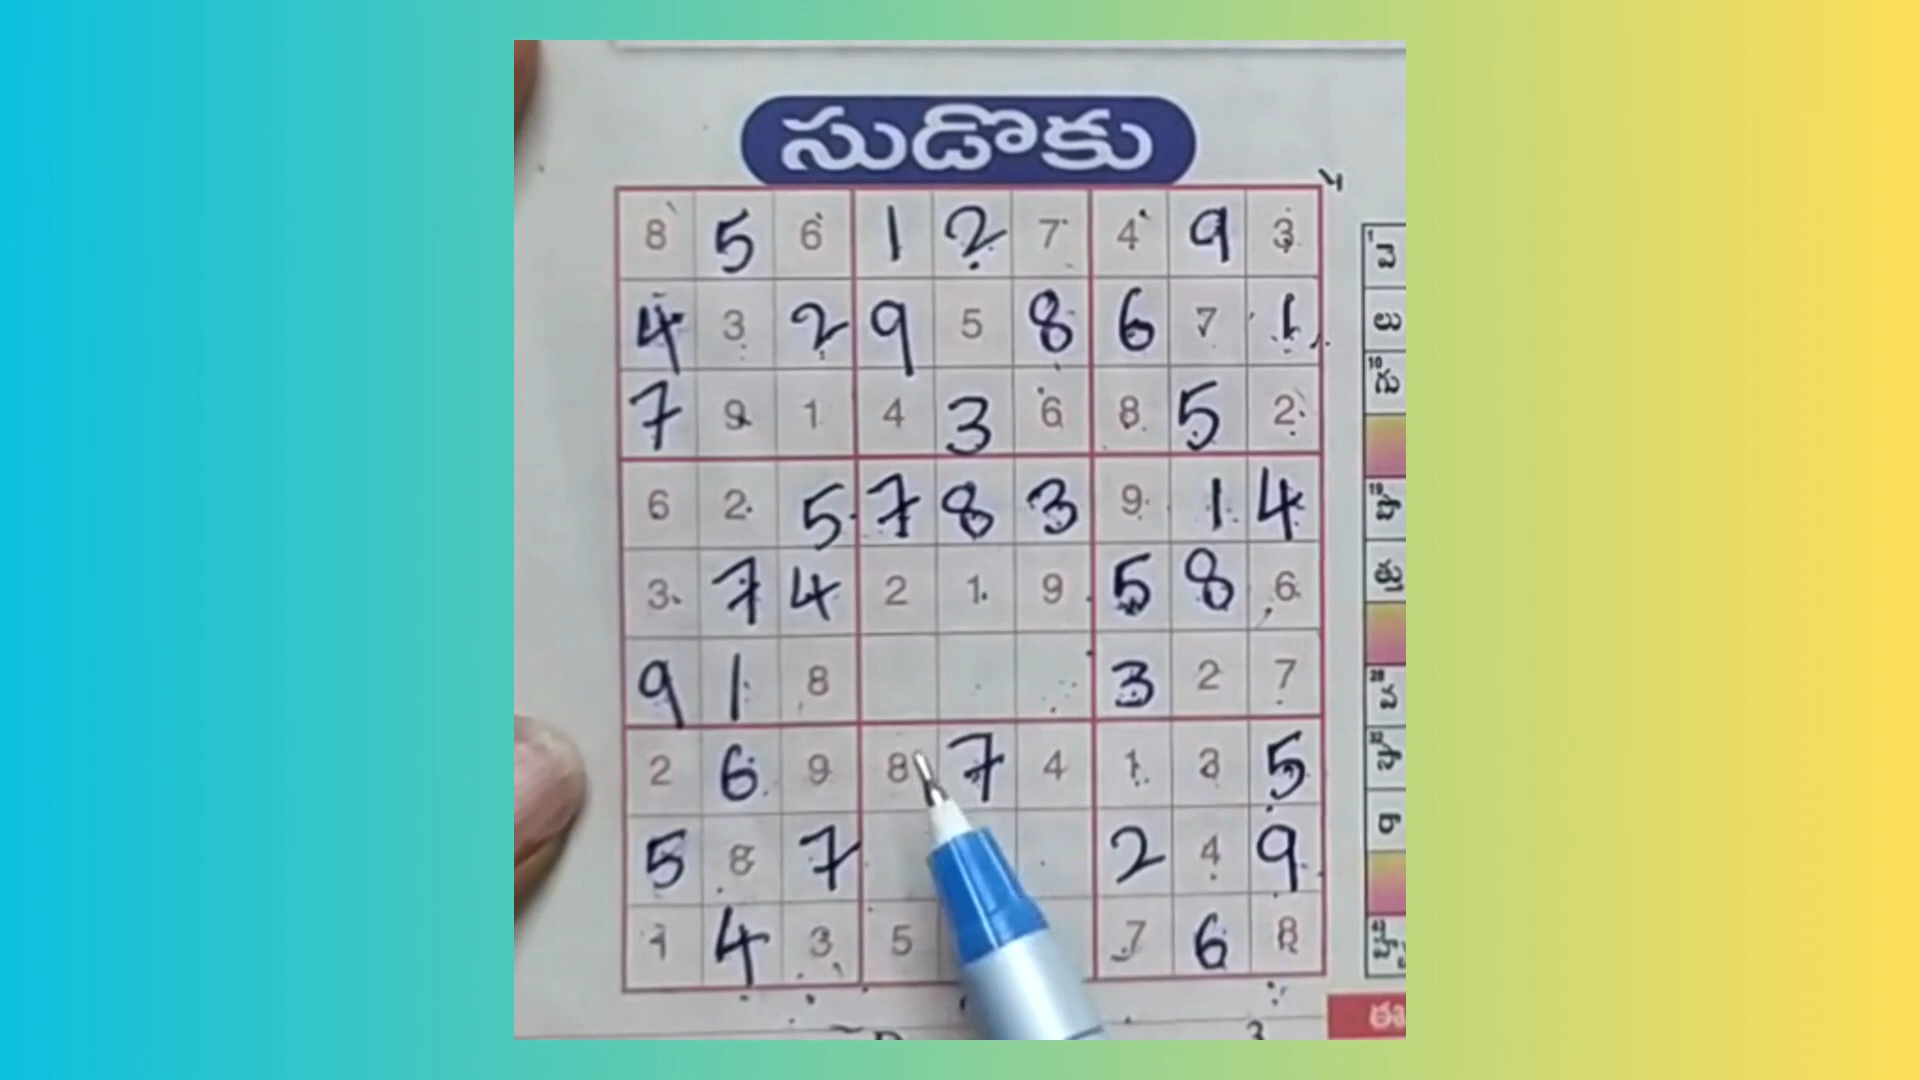 సుడొకు
8 5 6 1 2 7 4 9 3
4 3 2 9 5 8 6 7 1
7 9 1 4 3 6 8 5 2
6 2 5 7 8 3 9 1 4
3 7 4 2 1 9 5 8 6
9 1 8 3 2 7
2 6 9 8 7 4 1 3 5
5 8 7 2 4 9
1 4 3 5 7 6 8